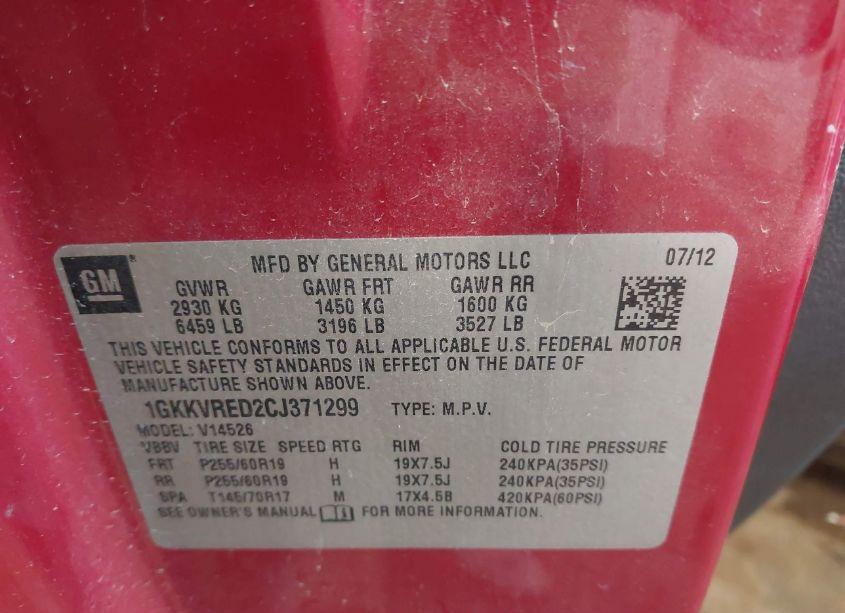 GM
MFD BY GENERAL MOTORS LLC 07/12
GVWR GAWR FRT GAWR RR
2930 KG 1450 KG 1600 KG
6459 LB 3196 LB 3527 LB
THIS VEHICLE CONFORMS TO ALL APPLICABLE U.S. FEDERAL MOTOR
VEHICLE SAFETY STANDARDS IN EFFECT ON THE DATE OF
MANUFACTURE SHOWN ABOVE.
1GKKVRED2CJ371299 TYPE: M.P.V.
MODEL: V14526
VBBV TIRE SIZE SPEED RTG RIM COLD TIRE PRESSURE
FRT P255/60R19 H 19X7.5J 240KPA(35PSI)
RR P255/60R19 H 19X7.5J 240KPA(35PSI)
SPA T145/70R17 M 17X4.5B 420KPA(60PSI)
SEE OWNER'S MANUAL FOR MORE INFORMATION.